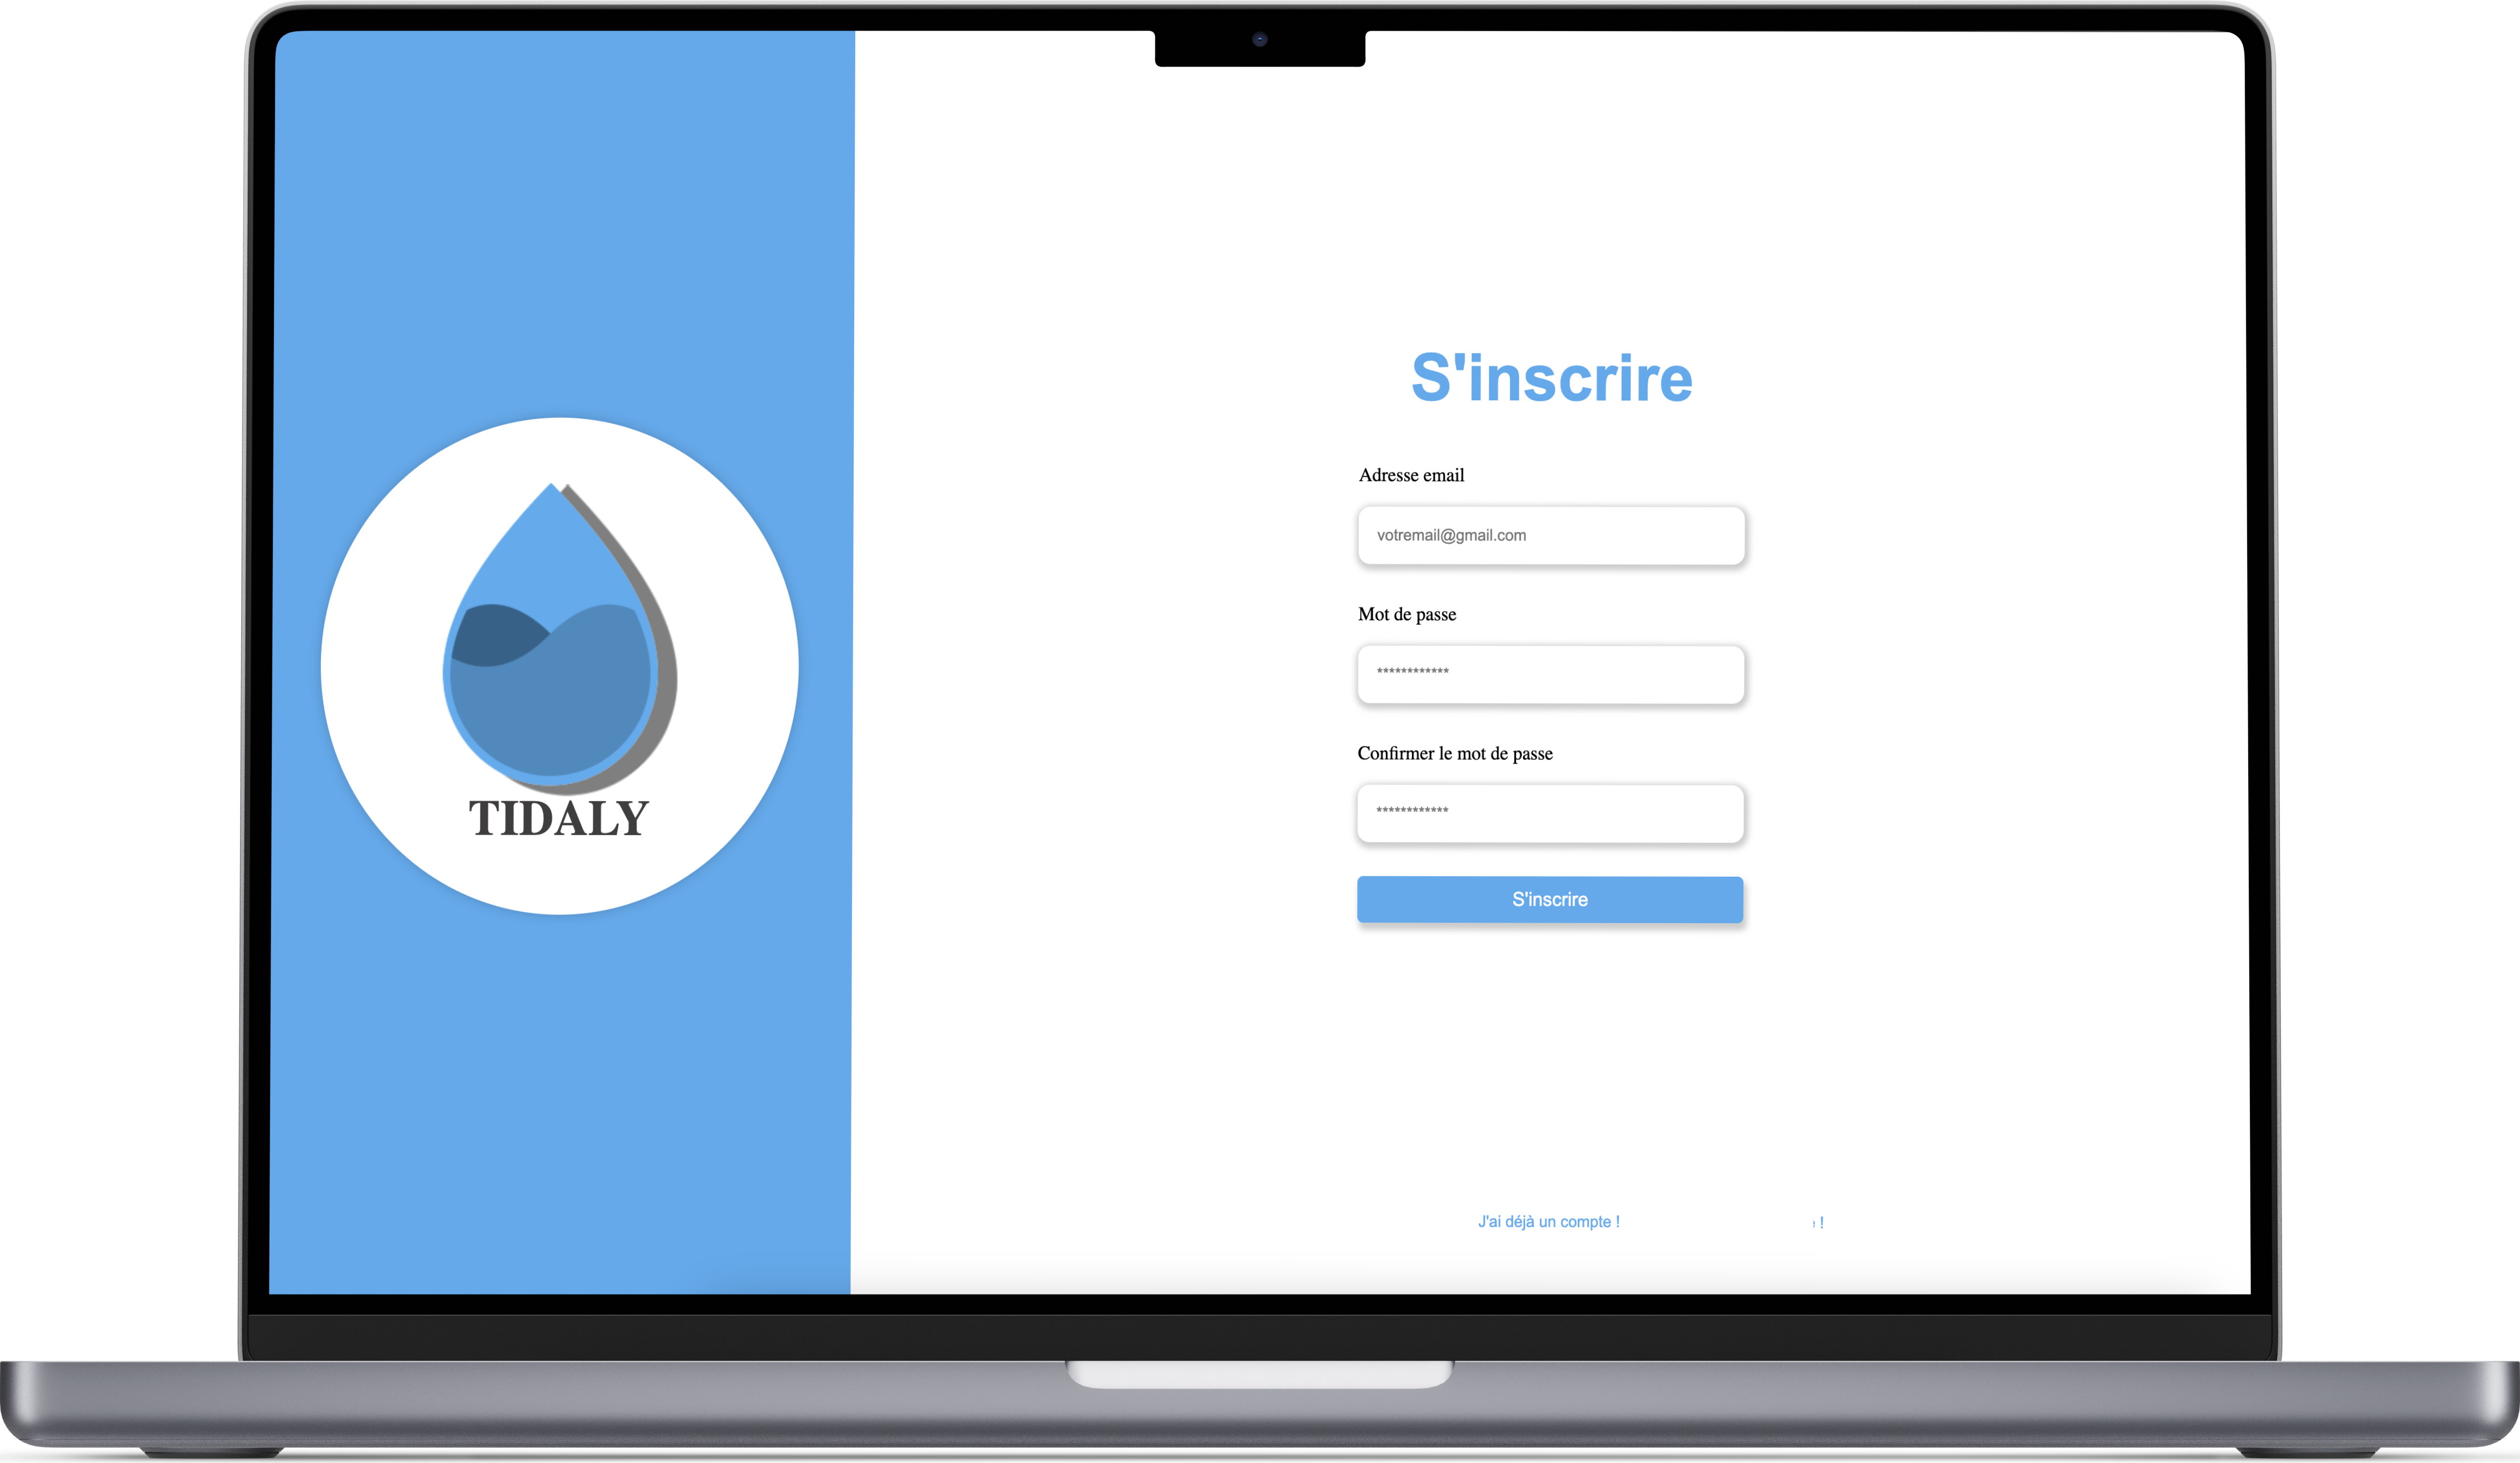 S'inscrire
Adresse email
votremail@gmail.com
Mot de passe
************
Confirmer le mot de passe
************
S'inscrire
TIDALY
J'ai déjà un compte !
!